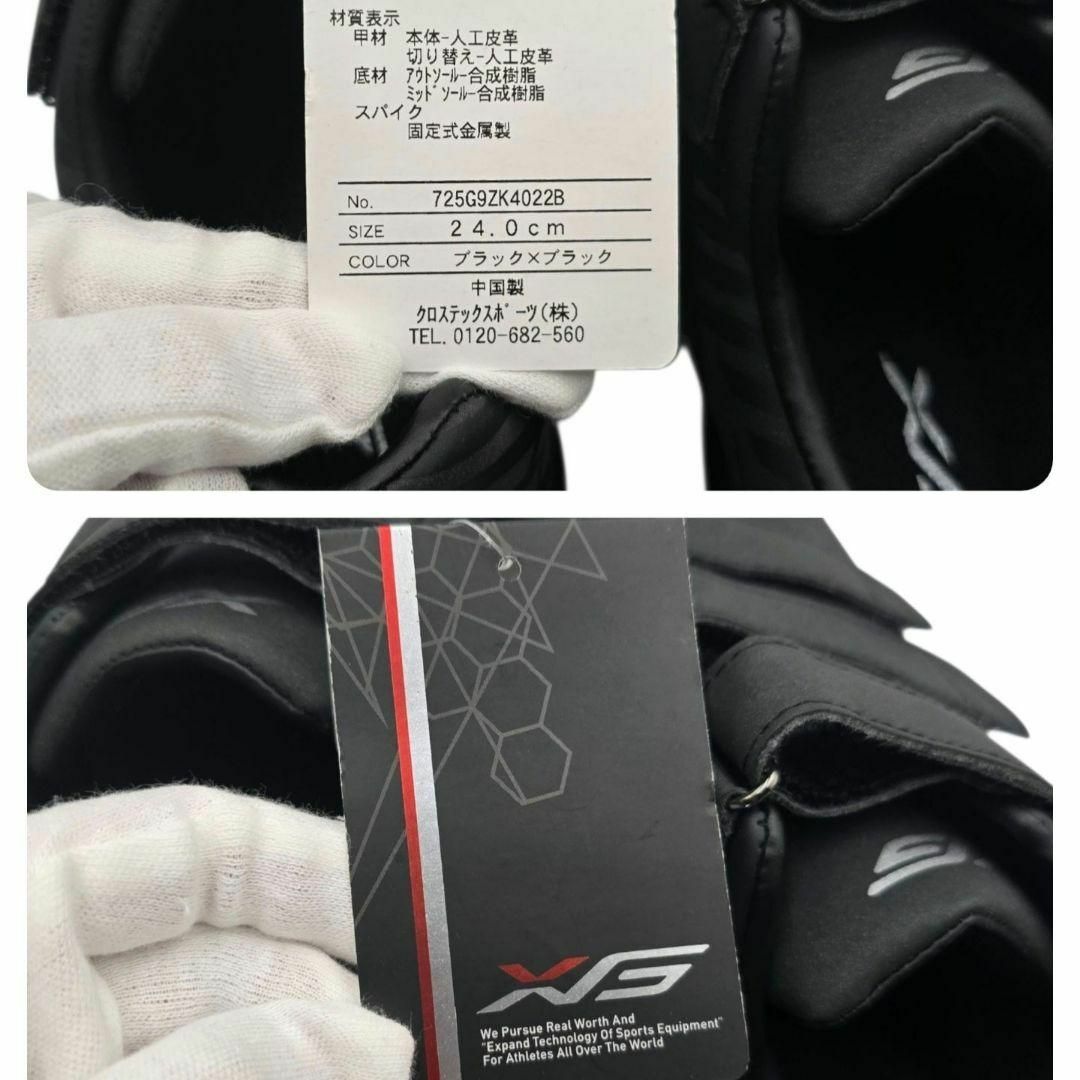 材質表示
甲材 本体-人工皮革
切り替え-人工皮革
底材 アウトソール-合成樹脂
ミッドソール-合成樹脂
スパイク
固定式金属製
No. 725G9ZK4022B
SIZE 24.0cm
COLOR ブラック×ブラック
中国製
クロステックスポーツ(株)
TEL. 0120-682-560
We Pursue Real Worth And
"Expand Technology Of Sports Equipment"
For Athletes All Over The World